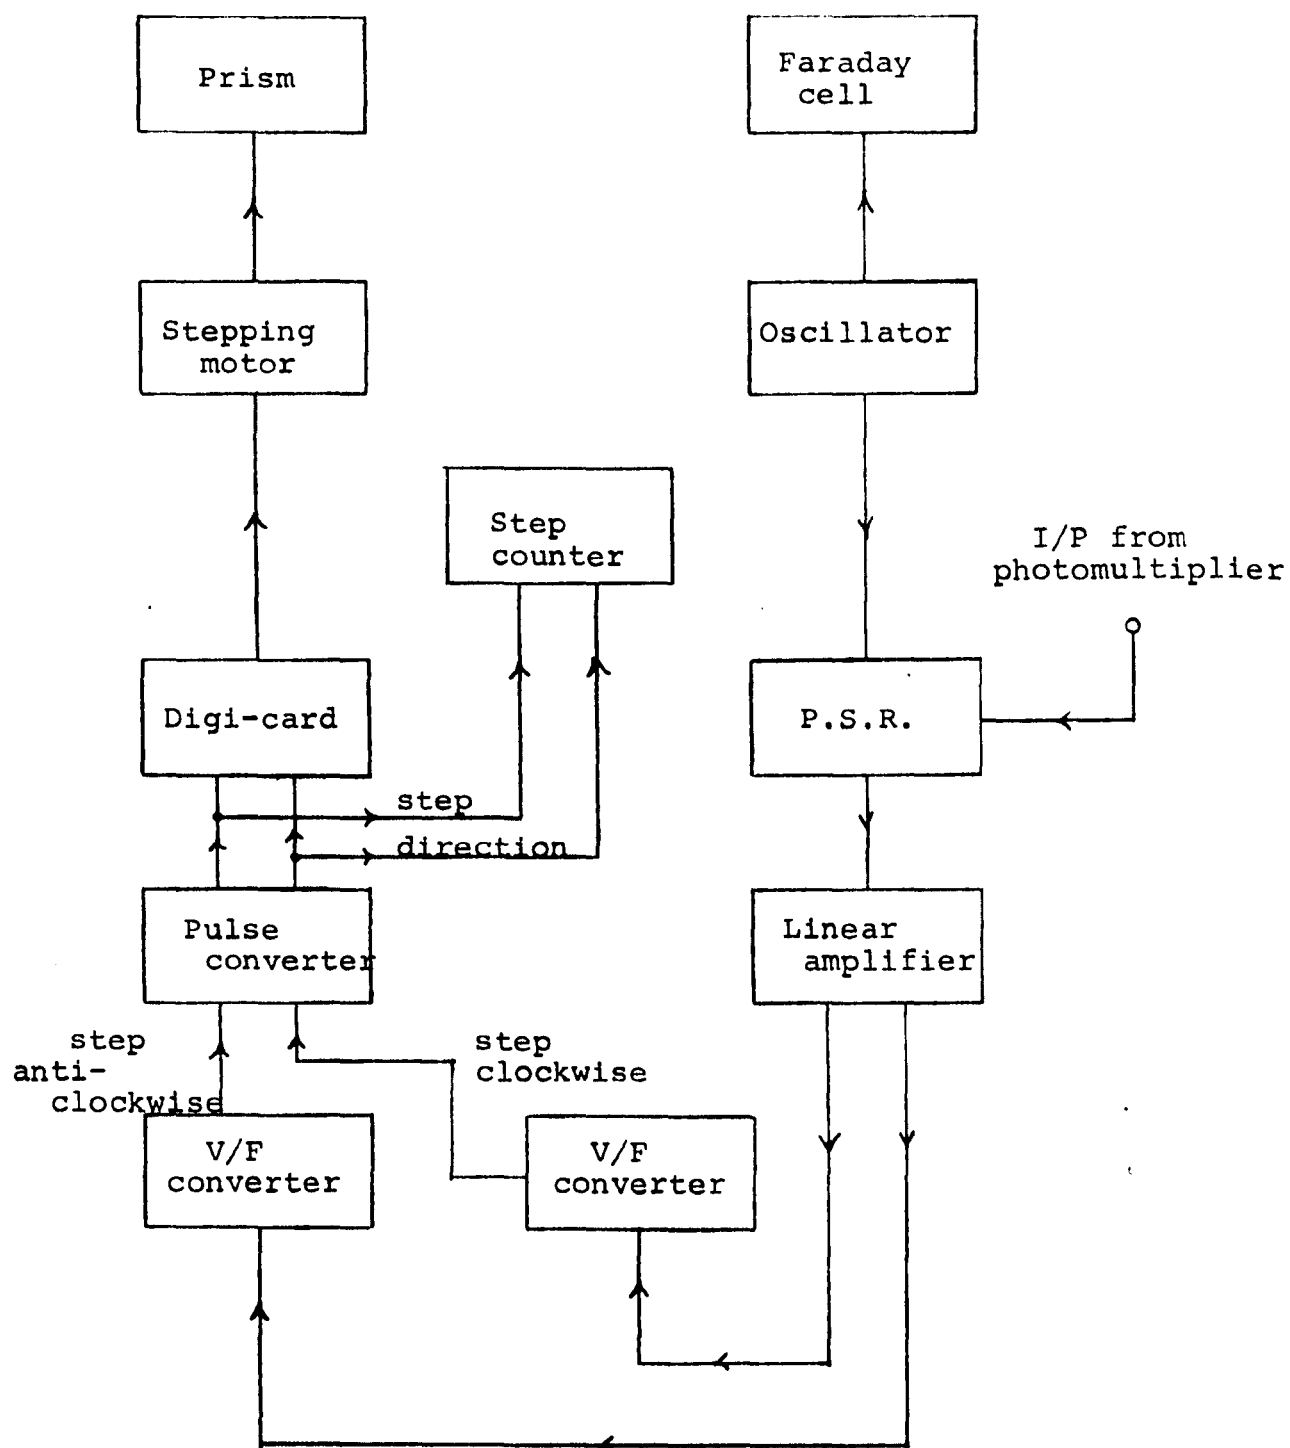 Prism
Faraday
cell
Stepping
motor
Oscillator
Step
counter
I/P from
photomultiplier
Digi-card
P.S.R.
step
direction
Pulse
converter
Linear
amplifier
step
anti-
clockwise
step
clockwise
V/F
converter
V/F
converter